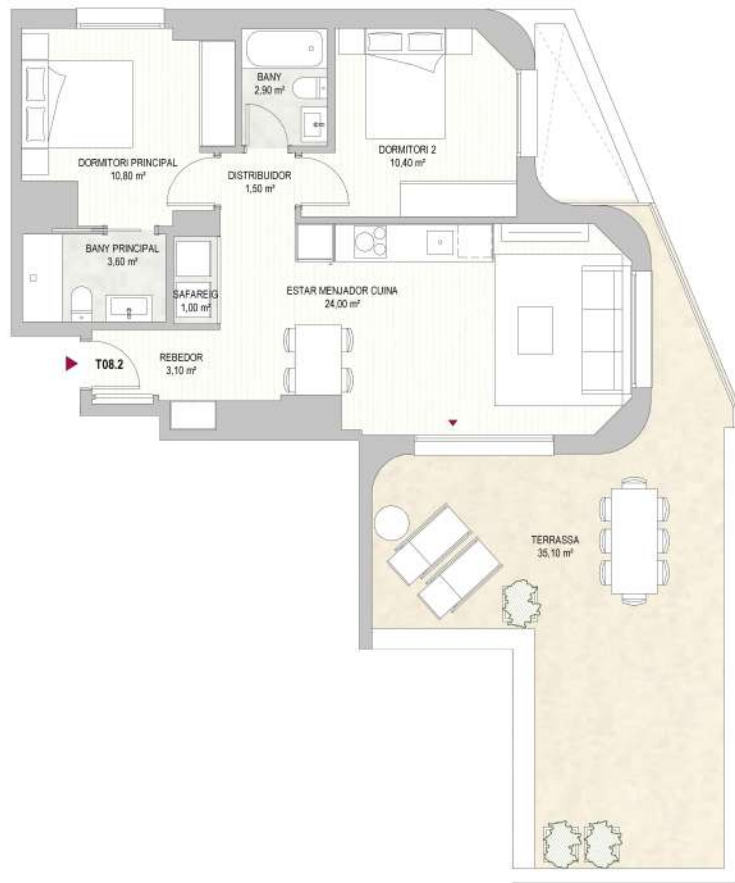 BANY
2,90 m²
DORMITORI PRINCIPAL
10,80 m²
DORMITORI 2
10,40 m²
DISTRIBUIDOR
1,50 m²
BANY PRINCIPAL
3,60 m²
SAFAREIG
1,00 m²
ESTAR MENJADOR CUINA
24,00 m²
T08.2
REBEDOR
3,10 m²
TERRASSA
35,10 m²